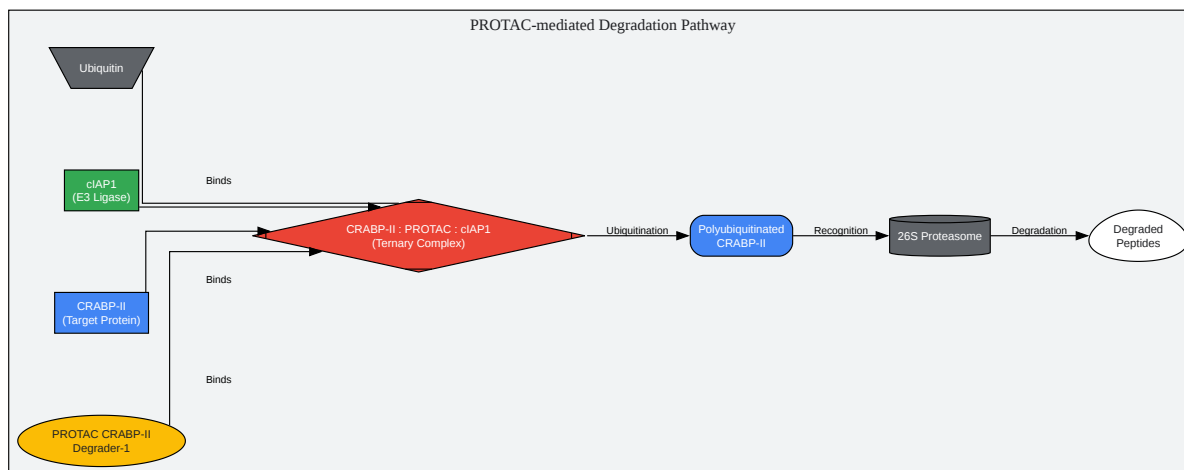 PROTAC-mediated Degradation Pathway
Ubiquitin
cIAP1
(E3 Ligase)
Binds
CRABP-II : PROTAC : cIAP1
(Ternary Complex)
Ubiquitination
Polyubiquitinated
CRABP-II
Recognition
26S Proteasome
Degradation
Degraded
Peptides
Binds
CRABP-II
(Target Protein)
Binds
PROTAC CRABP-II
Degrader-1